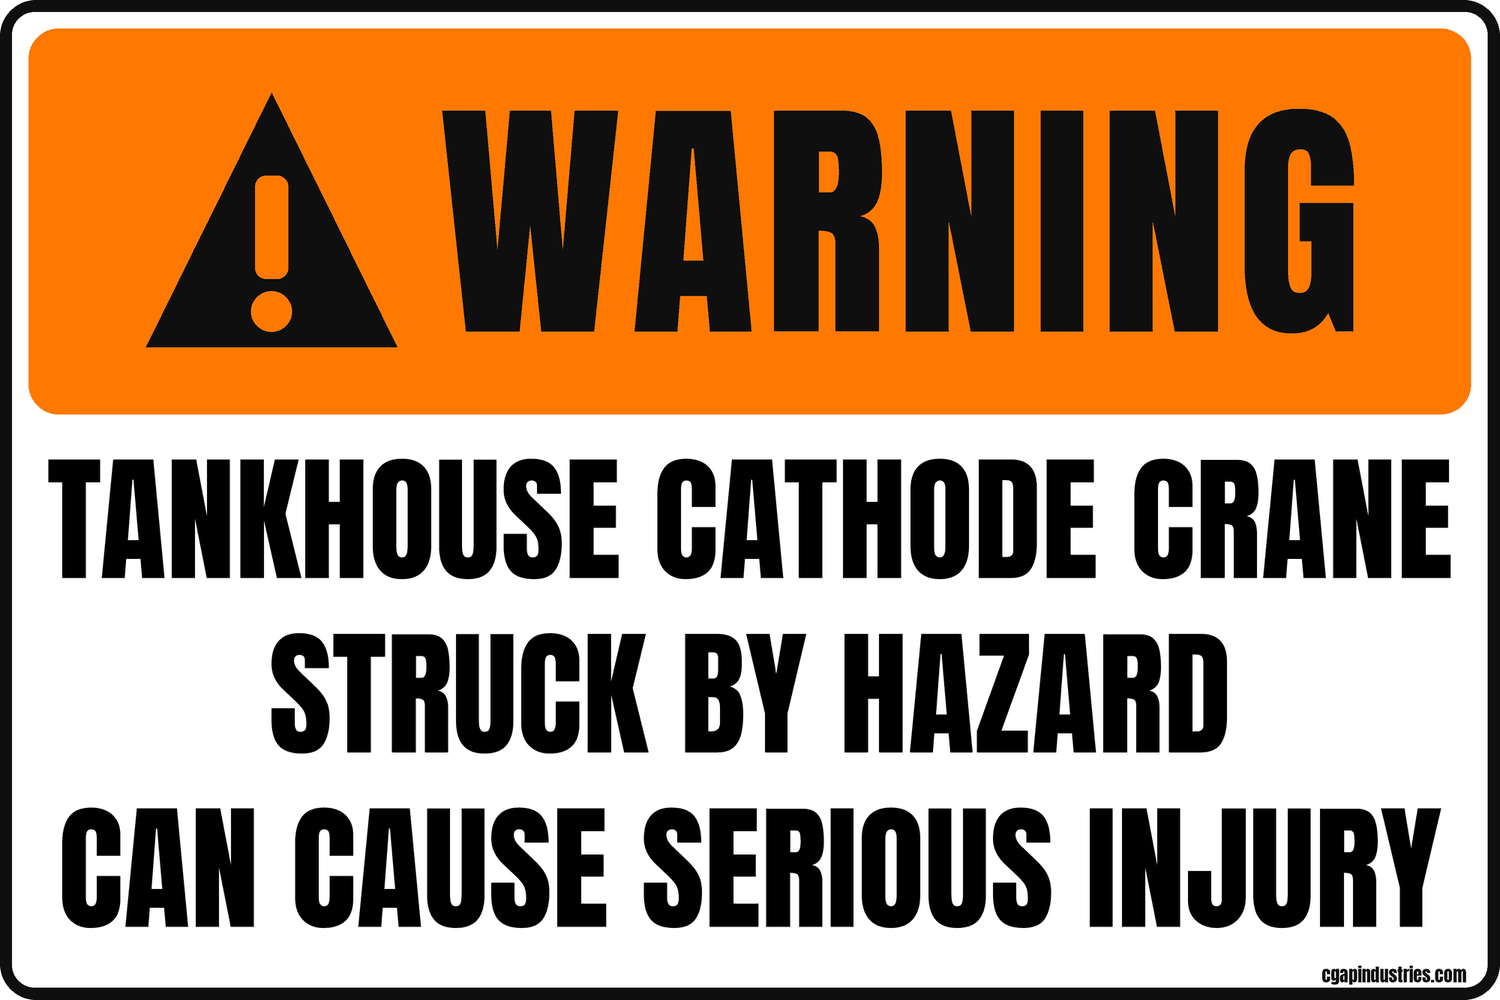 WARNING
TANKHOUSE CATHODE CRANE
STRUCK BY HAZARD
CAN CAUSE SERIOUS INJURY
cgapindustries.com